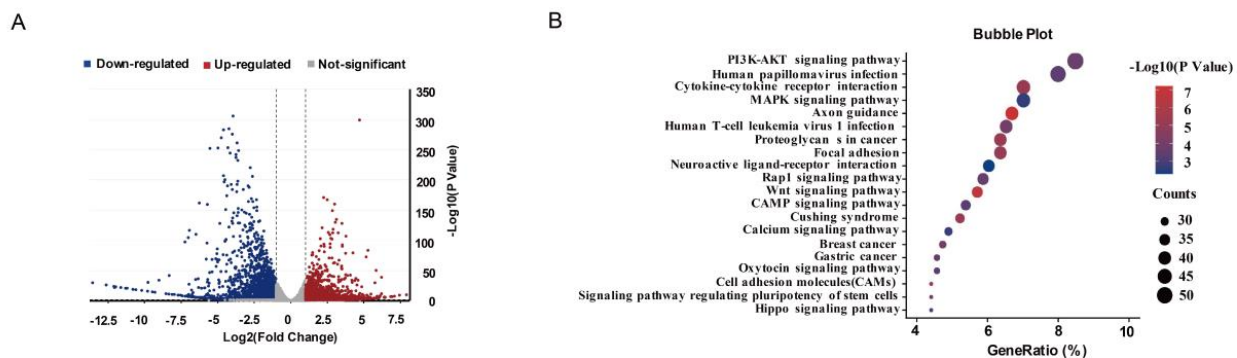 A
Down-regulated Up-regulated Not-significant
350
300
250
200
150
100
50
0
-Log10(P Value)
-12.5 -10 -7.5 -5 -2.5 0 2.5 5 7.5
Log2(Fold Change)
B
Bubble Plot
PI3K-AKT signaling pathway
Human papillomavirus infection
Cytokine-cytokine receptor interaction
MAPK signaling pathway
Axon guidance
Human T-cell leukemia virus 1 infection
Proteoglycan s in cancer
Focal adhesion
Neuroactive ligand-receptor interaction
Rap1 signaling pathway
Wnt signaling pathway
CAMP signaling pathway
Cushing syndrome
Calcium signaling pathway
Breast cancer
Gastric cancer
Oxytocin signaling pathway
Cell adhesion molecules(CAMs)
Signaling pathway regulating pluripotency of stem cells
Hippo signaling pathway
4 6 8 10
GeneRatio (%)
-Log10(P Value)
7
6
5
4
3
Counts
30
35
40
45
50